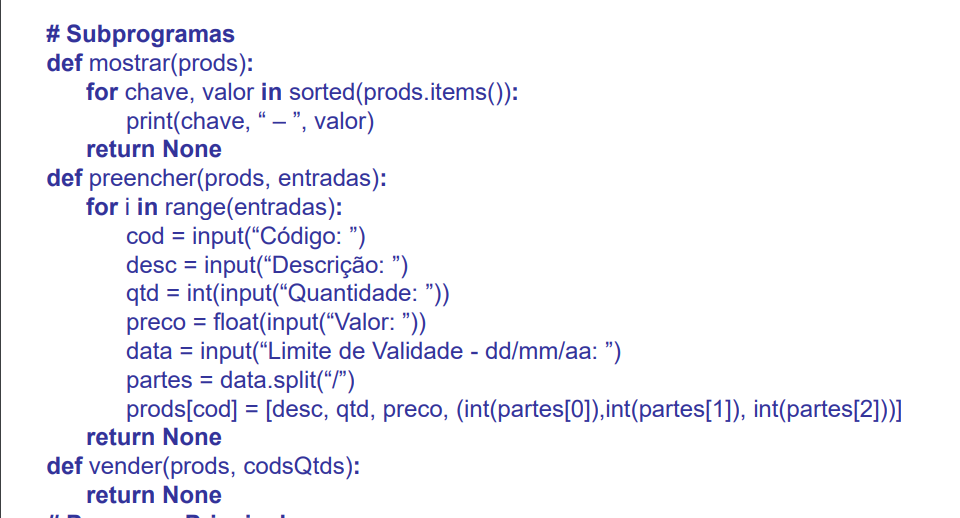 # Subprogramas
def mostrar(prods):
for chave, valor in sorted(prods.items()):
print(chave, “ – ”, valor)
return None
def preencher(prods, entradas):
for i in range(entradas):
cod = input(“Código: ”)
desc = input(“Descrição: ”)
qtd = int(input(“Quantidade: ”))
preco = float(input(“Valor: ”))
data = input(“Limite de Validade - dd/mm/aa: ”)
partes = data.split(“/”)
prods[cod] = [desc, qtd, preco, (int(partes[0]),int(partes[1]), int(partes[2]))]
return None
def vender(prods, codsQtds):
return None